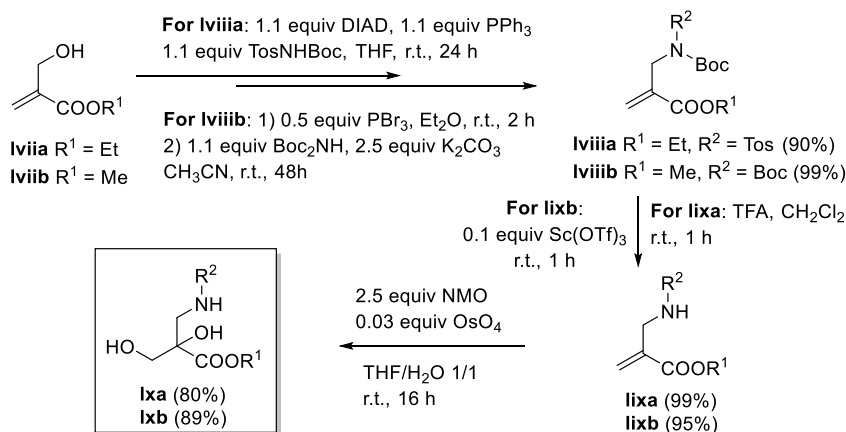 For lviiia: 1.1 equiv DIAD, 1.1 equiv PPh3
1.1 equiv TosNHBoc, THF, r.t., 24 h
OH
COOR1
lviia R1 = Et
lviib R1 = Me
For lviiib: 1) 0.5 equiv PBr3, Et2O, r.t., 2 h
2) 1.1 equiv Boc2NH, 2.5 equiv K2CO3
CH3CN, r.t., 48h
R2
N
Boc
COOR1
lviiia R1 = Et, R2 = Tos (90%)
lviiib R1 = Me, R2 = Boc (99%)
For lixb:
0.1 equiv Sc(OTf)3
r.t., 1 h
For lixa: TFA, CH2Cl2
r.t., 1 h
R2
NH
COOR1
lixa (99%)
lixb (95%)
2.5 equiv NMO
0.03 equiv OsO4
THF/H2O 1/1
r.t., 16 h
R2
NH
OH
HO
COOR1
lxa (80%)
lxb (89%)